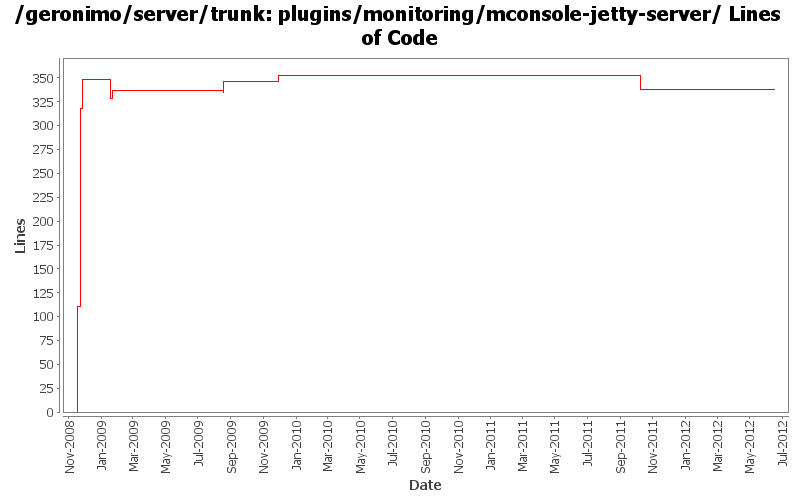 /geronimo/server/trunk: plugins/monitoring/mconsole-jetty-server/ Lines
of Code
Lines
350
325
300
275
250
225
200
175
150
125
100
75
50
25
0
Nov-2008
Jan-2009
Mar-2009
May-2009
Jul-2009
Sep-2009
Nov-2009
Jan-2010
Mar-2010
May-2010
Jul-2010
Sep-2010
Nov-2010
Jan-2011
Mar-2011
May-2011
Jul-2011
Sep-2011
Nov-2011
Jan-2012
Mar-2012
May-2012
Jul-2012
Date